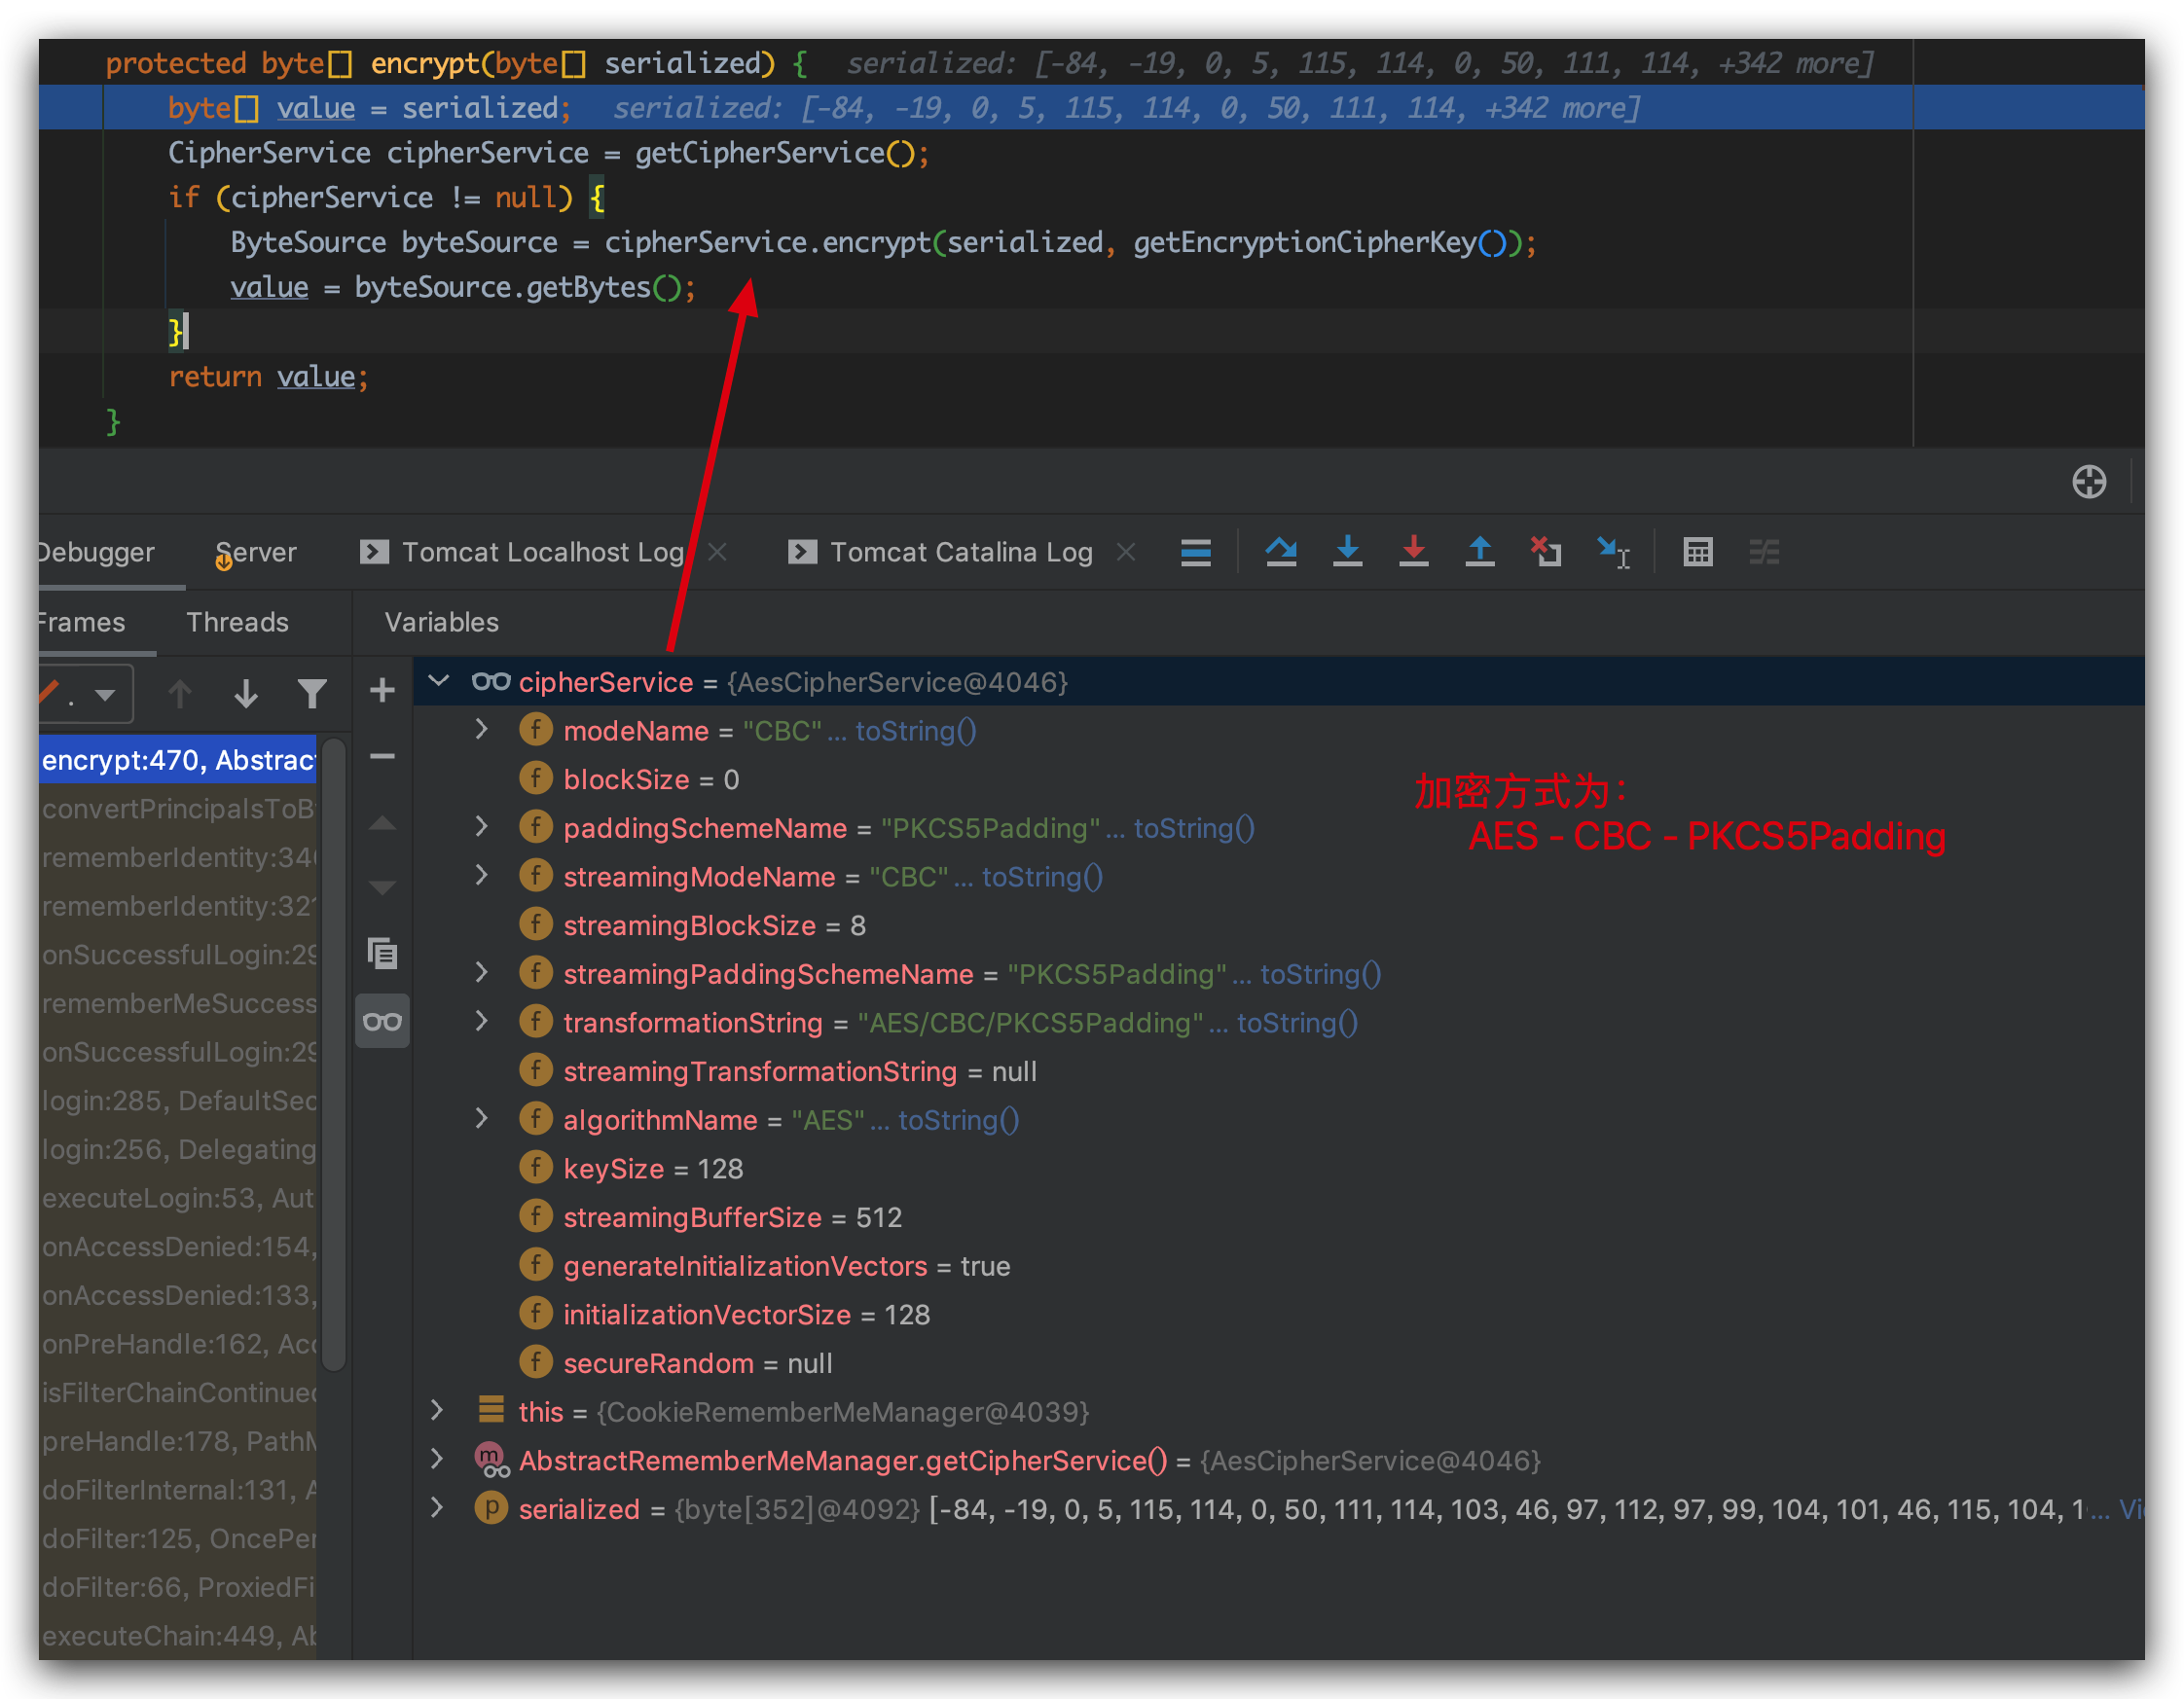 protected byte[] encrypt(byte[] serialized) {   serialized: [-84, -19, 0, 5, 115, 114, 0, 50, 111, 114, +342 more]
byte[] value = serialized;   serialized: [-84, -19, 0, 5, 115, 114, 0, 50, 111, 114, +342 more]
CipherService cipherService = getCipherService();
if (cipherService != null) {
ByteSource byteSource = cipherService.encrypt(serialized, getEncryptionCipherKey());
value = byteSource.getBytes();
}
return value;
}
Debugger Server Tomcat Localhost Log Tomcat Catalina Log
Frames Threads Variables
cipherService = {AesCipherService@4046}
modeName = "CBC" ... toString()
blockSize = 0
paddingSchemeName = "PKCS5Padding" ... toString()
streamingModeName = "CBC" ... toString()
streamingBlockSize = 8
streamingPaddingSchemeName = "PKCS5Padding" ... toString()
transformationString = "AES/CBC/PKCS5Padding" ... toString()
streamingTransformationString = null
algorithmName = "AES" ... toString()
keySize = 128
streamingBufferSize = 512
generateInitializationVectors = true
initializationVectorSize = 128
secureRandom = null
this = {CookieRememberMeManager@4039}
AbstractRememberMeManager.getCipherService() = {AesCipherService@4046}
serialized = {byte[352]@4092} [-84, -19, 0, 5, 115, 114, 0, 50, 111, 114, 103, 46, 97, 112, 97, 99, 104, 101, 46, 115, 104, 1... Vi
加密方式为：
AES - CBC - PKCS5Padding
encrypt:470, Abstrac
convertPrincipalsToB
rememberIdentity:346
rememberIdentity:321
onSuccessfulLogin:29
rememberMeSuccess
onSuccessfulLogin:29
login:285, DefaultSec
login:256, Delegating
executeLogin:53, Aut
onAccessDenied:154,
onAccessDenied:133,
onPreHandle:162, Acc
isFilterChainContinued
preHandle:178, PathM
doFilterInternal:131, A
doFilter:125, OncePer
doFilter:66, ProxiedFi
executeChain:449, Ab